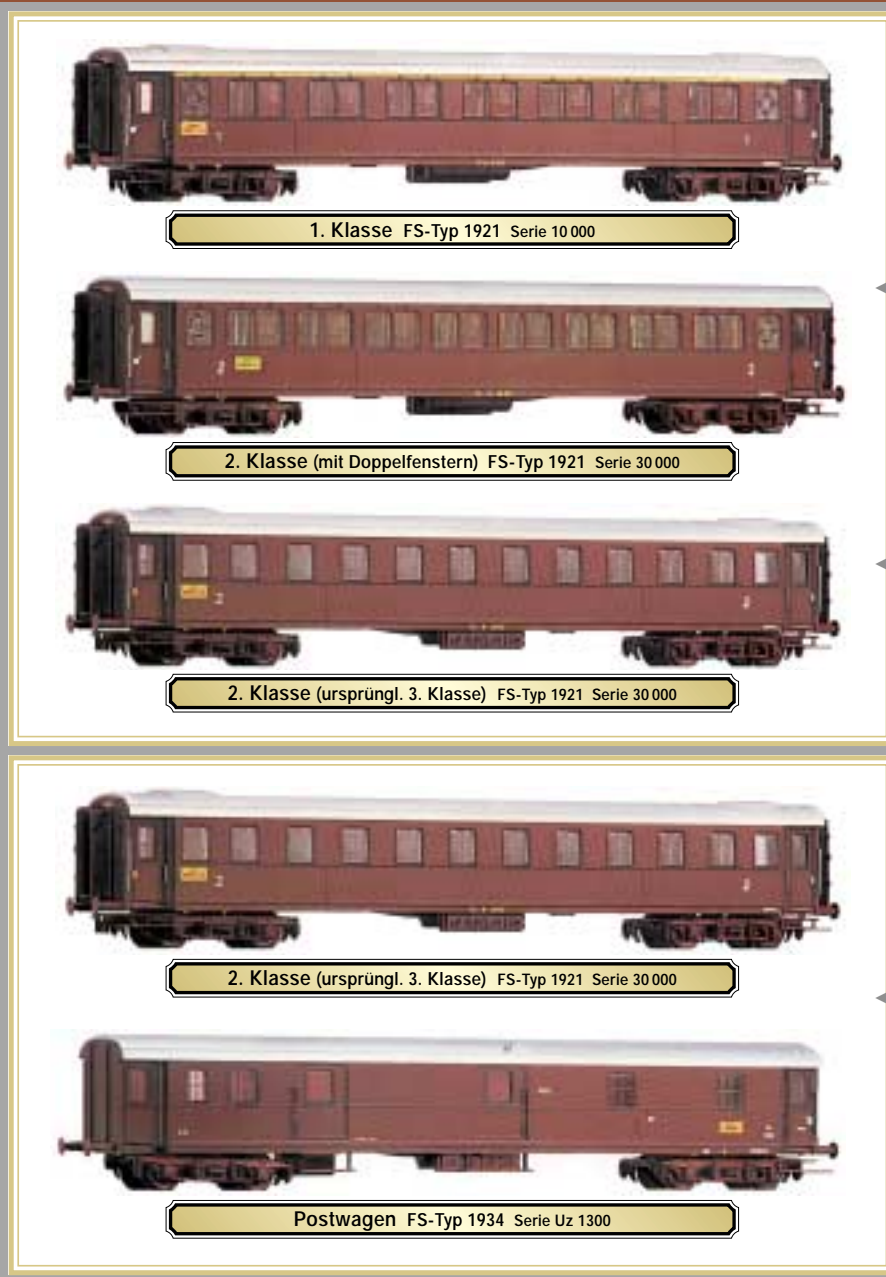 1. Klasse FS-Typ 1921 Serie 10 000
2. Klasse (mit Doppelfenstern) FS-Typ 1921 Serie 30 000
2. Klasse (ursprüngl. 3. Klasse) FS-Typ 1921 Serie 30 000
2. Klasse (ursprüngl. 3. Klasse) FS-Typ 1921 Serie 30 000
Postwagen FS-Typ 1934 Serie Uz 1300